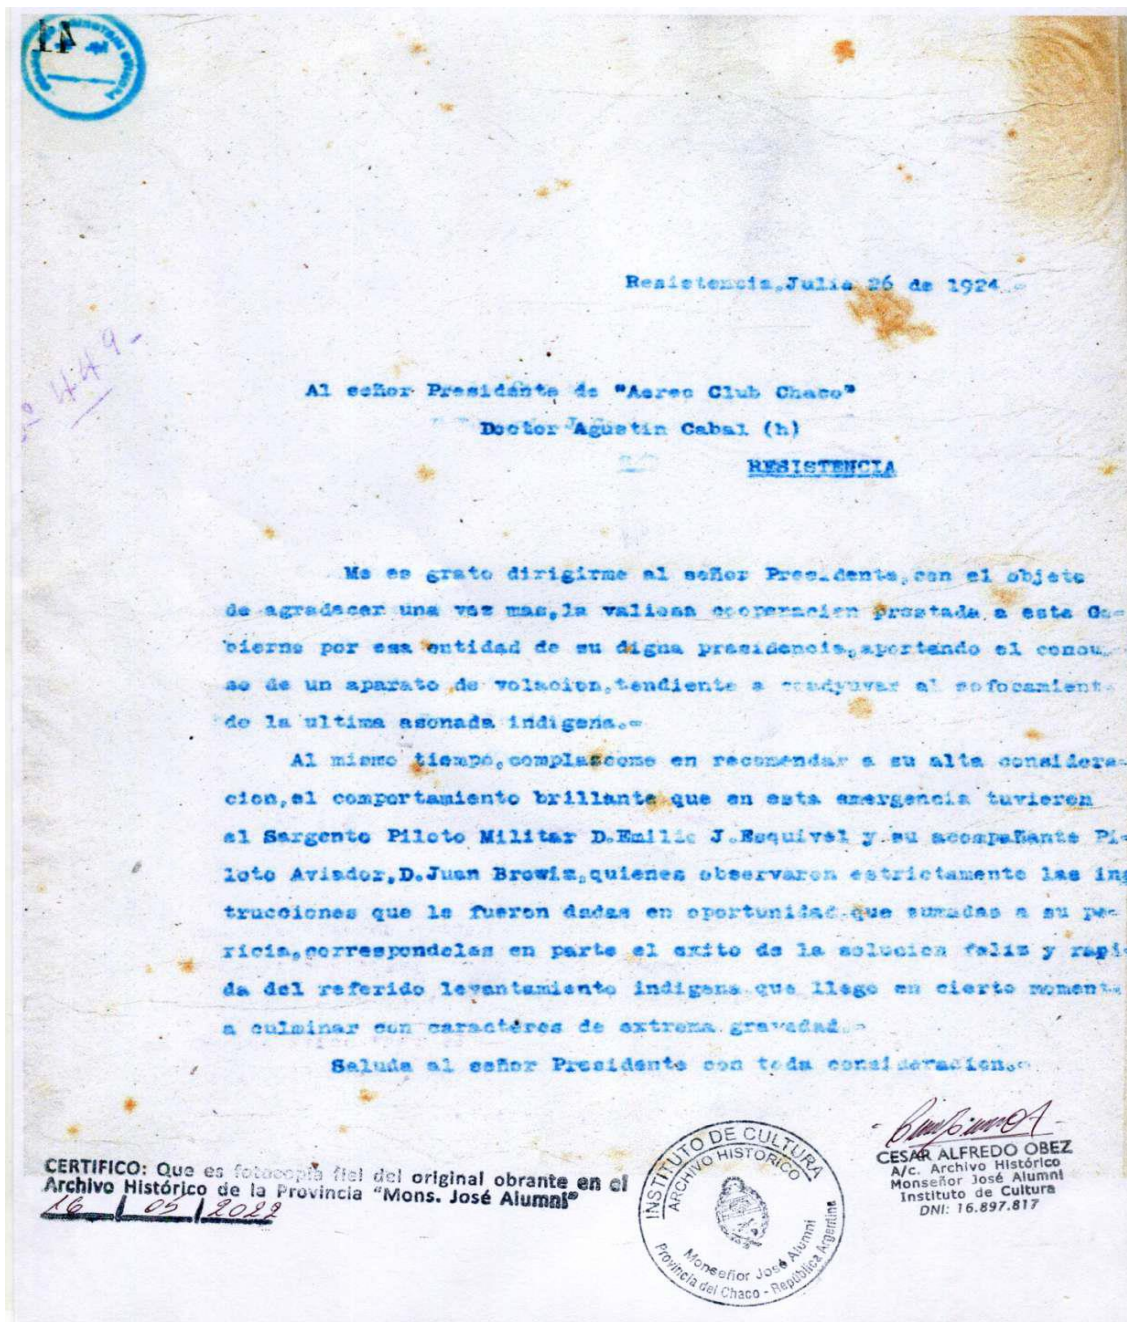 41
Resistencia,Julio 26 de 1924.=
449-
Al señor Presidente de "Aereo Club Chaco"
Doctor Agustin Cabal (h)
RESISTENCIA
Me es grato dirigirme al señor Presidente,con el objeto
de agradecer una vez mas,la valiosa cooperacion prestada a este Go-
bierno por esa entidad de su digna presidencia,aportando el concu
so de un aparato de volacion,tendiente a coadyuvar al sofocamient
de la ultima asonada indigena.=
Al mismo tiempo,complazcome en recomendar a su alta considera-
cion,el comportamiento brillante que en esta emergencia tuvieron
el Sargento Piloto Militar D.Emilio J.Esquivel y su acompañante Pi-
loto Aviador,D.Juan Browis,quienes observaron estrictamente las ins
trucciones que le fueron dadas en oportunidad,que sumadas a su pe-
ricia,correspondeles en parte el exito de la solucion feliz y rapi-
da del referido levantamiento indigena que llego en cierto moment
a culminar con caractéres de extrema gravedad.=
Saluda al señor Presidente con toda consideracion.=
CERTIFICO: Que es fotocopia fiel del original obrante en el
Archivo Histórico de la Provincia "Mons. José Alumni"
16 / 05 / 2022
INSTITUTO DE CULTURA
ARCHIVO HISTÓRICO
Monseñor José Alumni
Provincia del Chaco - República Argentina
CESAR ALFREDO OBEZ
A/c. Archivo Histórico
Monseñor José Alumni
Instituto de Cultura
DNI: 16.897.817